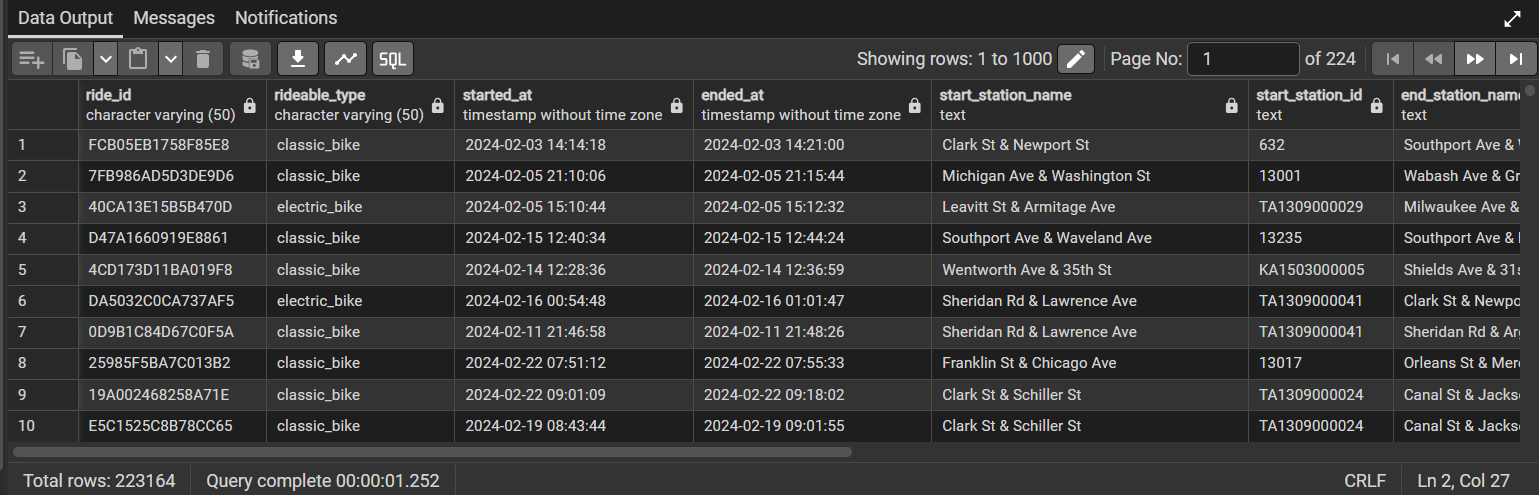 Data Output Messages Notifications
SQL Showing rows: 1 to 1000 Page No: 1 of 224
ride_id rideable_type started_at ended_at start_station_name start_station_id end_station_name
character varying (50) character varying (50) timestamp without time zone timestamp without time zone text text text
1 FCB05EB1758F85E8 classic_bike 2024-02-03 14:14:18 2024-02-03 14:21:00 Clark St & Newport St 632 Southport Ave &
2 7FB986AD5D3DE9D6 classic_bike 2024-02-05 21:10:06 2024-02-05 21:15:44 Michigan Ave & Washington St 13001 Wabash Ave & Gr
3 40CA13E15B5B470D electric_bike 2024-02-05 15:10:44 2024-02-05 15:12:32 Leavitt St & Armitage Ave TA1309000029 Milwaukee Ave &
4 D47A1660919E8861 classic_bike 2024-02-15 12:40:34 2024-02-15 12:44:24 Southport Ave & Waveland Ave 13235 Southport Ave &
5 4CD173D11BA019F8 classic_bike 2024-02-14 12:28:36 2024-02-14 12:36:59 Wentworth Ave & 35th St KA1503000005 Shields Ave & 31s
6 DA5032C0CA737AF5 electric_bike 2024-02-16 00:54:48 2024-02-16 01:01:47 Sheridan Rd & Lawrence Ave TA1309000041 Clark St & Newpo
7 0D9B1C84D67C0F5A classic_bike 2024-02-11 21:46:58 2024-02-11 21:48:26 Sheridan Rd & Lawrence Ave TA1309000041 Sheridan Rd & Ar
8 25985F5BA7C013B2 classic_bike 2024-02-22 07:51:12 2024-02-22 07:55:33 Franklin St & Chicago Ave 13017 Orleans St & Mer
9 19A002468258A71E classic_bike 2024-02-22 09:01:09 2024-02-22 09:18:02 Clark St & Schiller St TA1309000024 Canal St & Jacks
10 E5C1525C8B78CC65 classic_bike 2024-02-19 08:43:44 2024-02-19 09:01:55 Clark St & Schiller St TA1309000024 Canal St & Jacks
Total rows: 223164 Query complete 00:00:01.252 CRLF Ln 2, Col 27